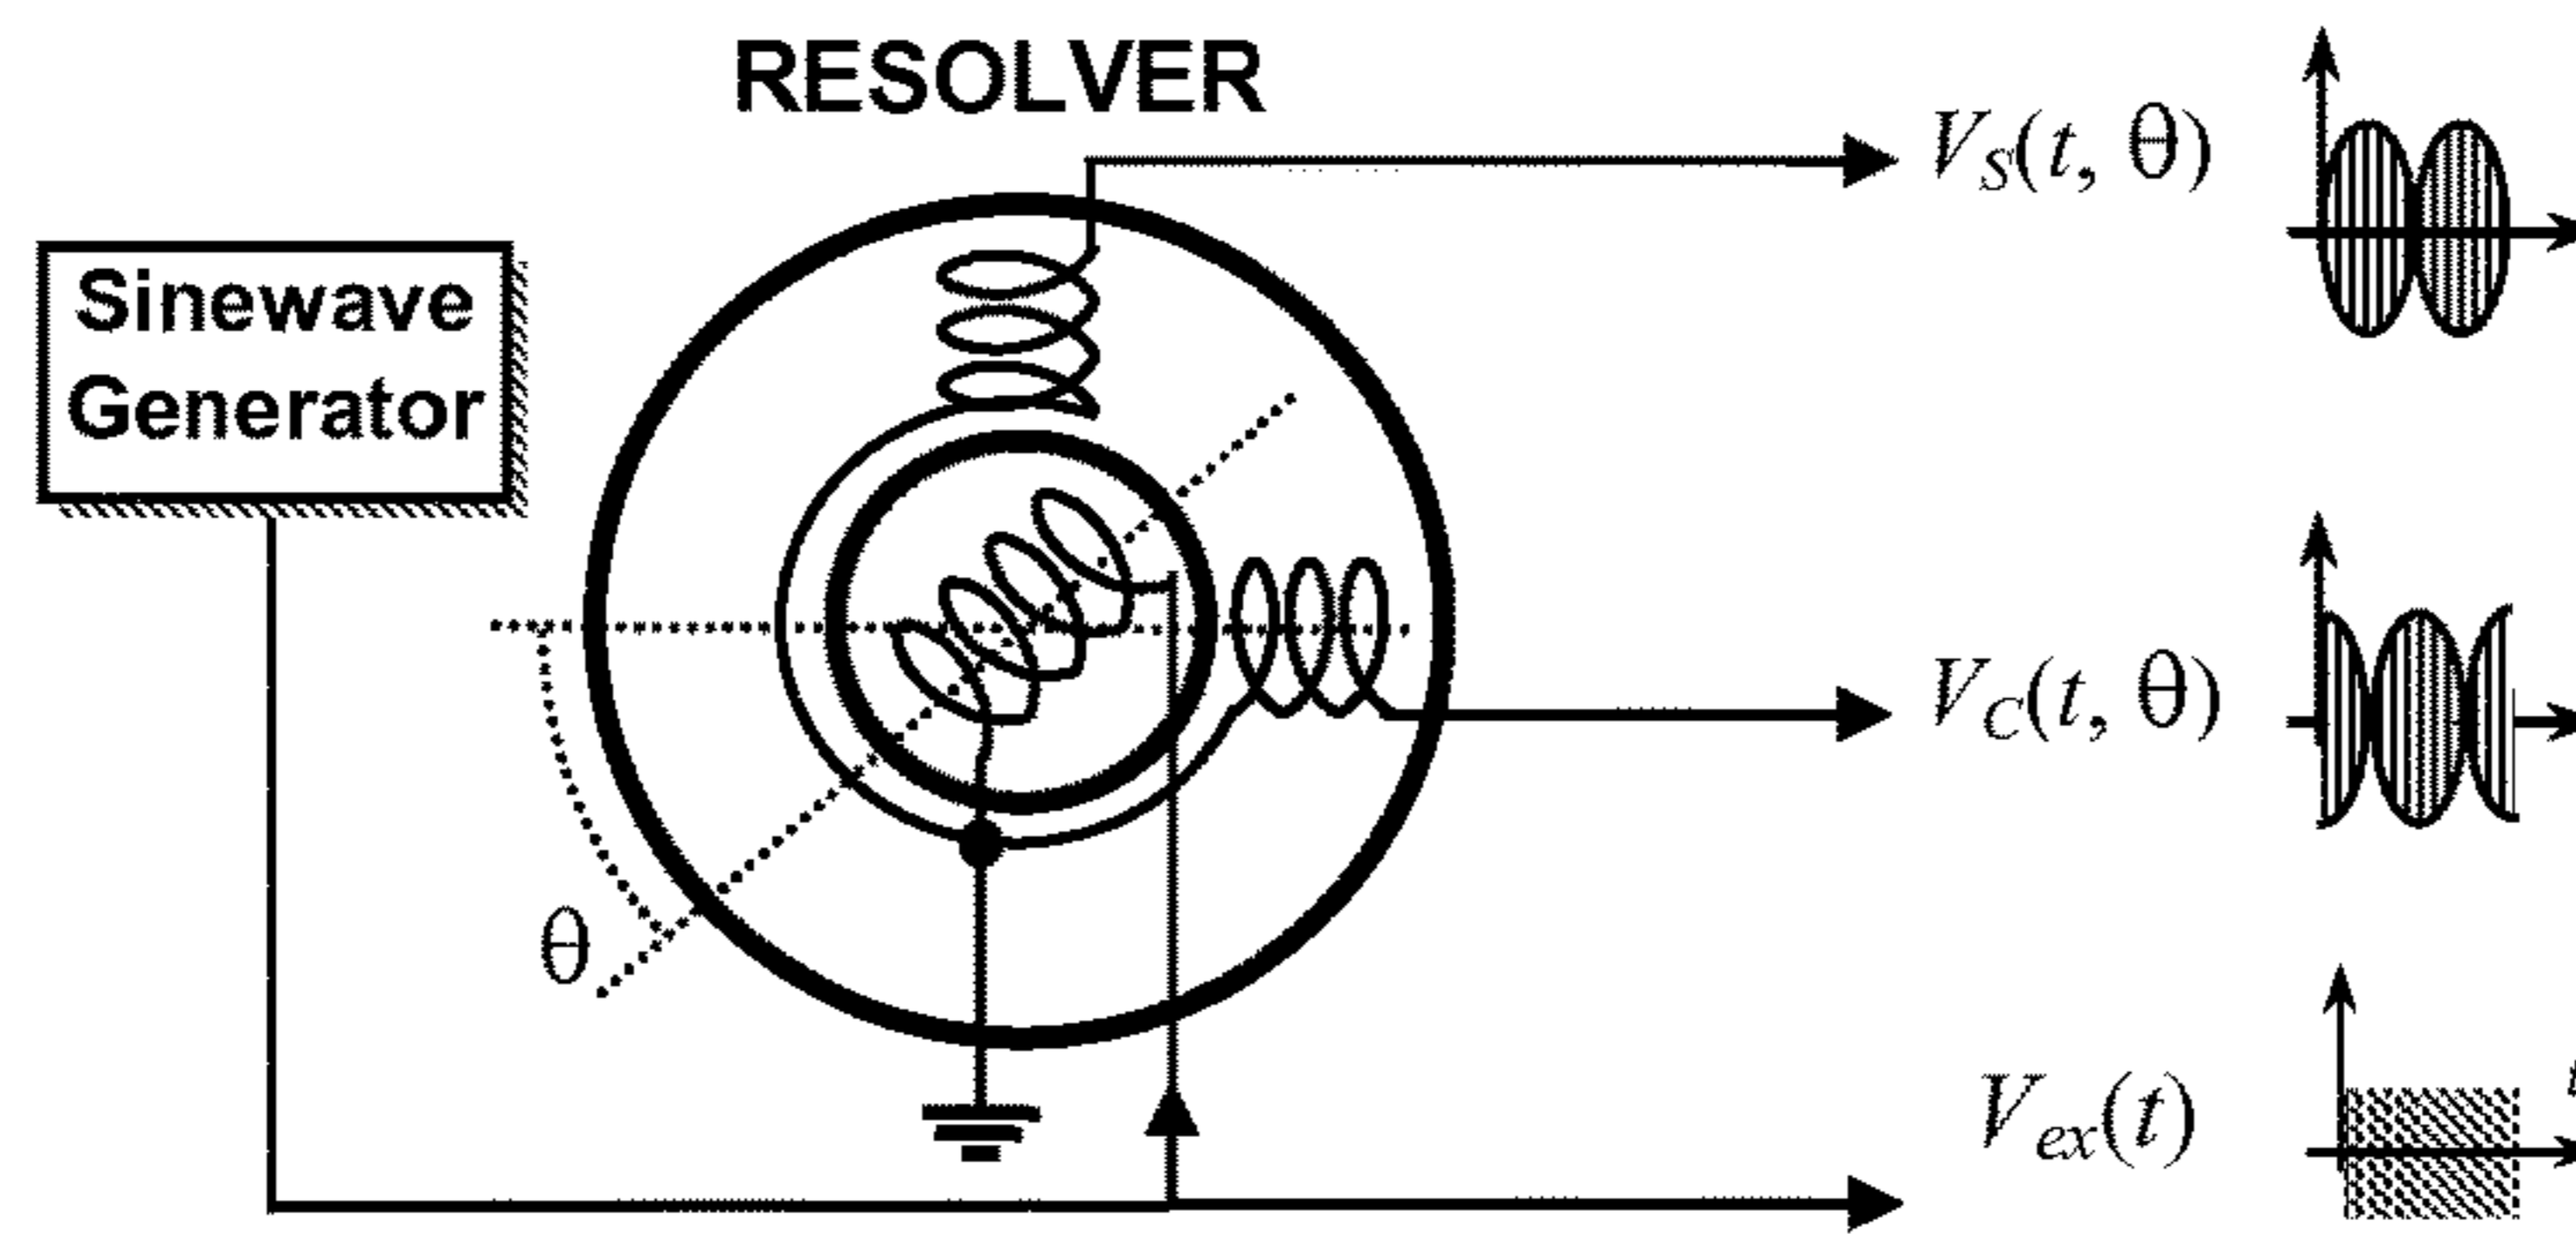 RESOLVER
Sinewave
Generator
V_S(t, θ)
V_C(t, θ)
V_ex(t)
θ